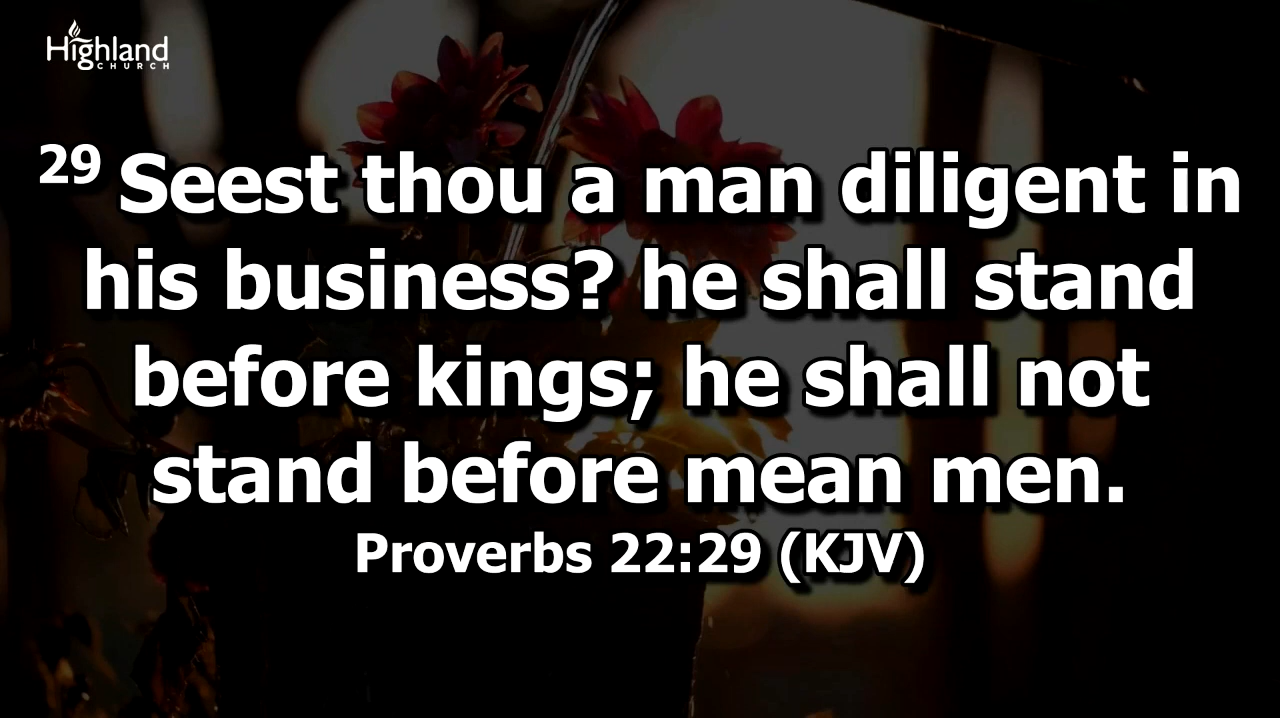 Highland
CHURCH
29 Seest thou a man diligent in
his business? he shall stand
before kings; he shall not
stand before mean men.
Proverbs 22:29 (KJV)